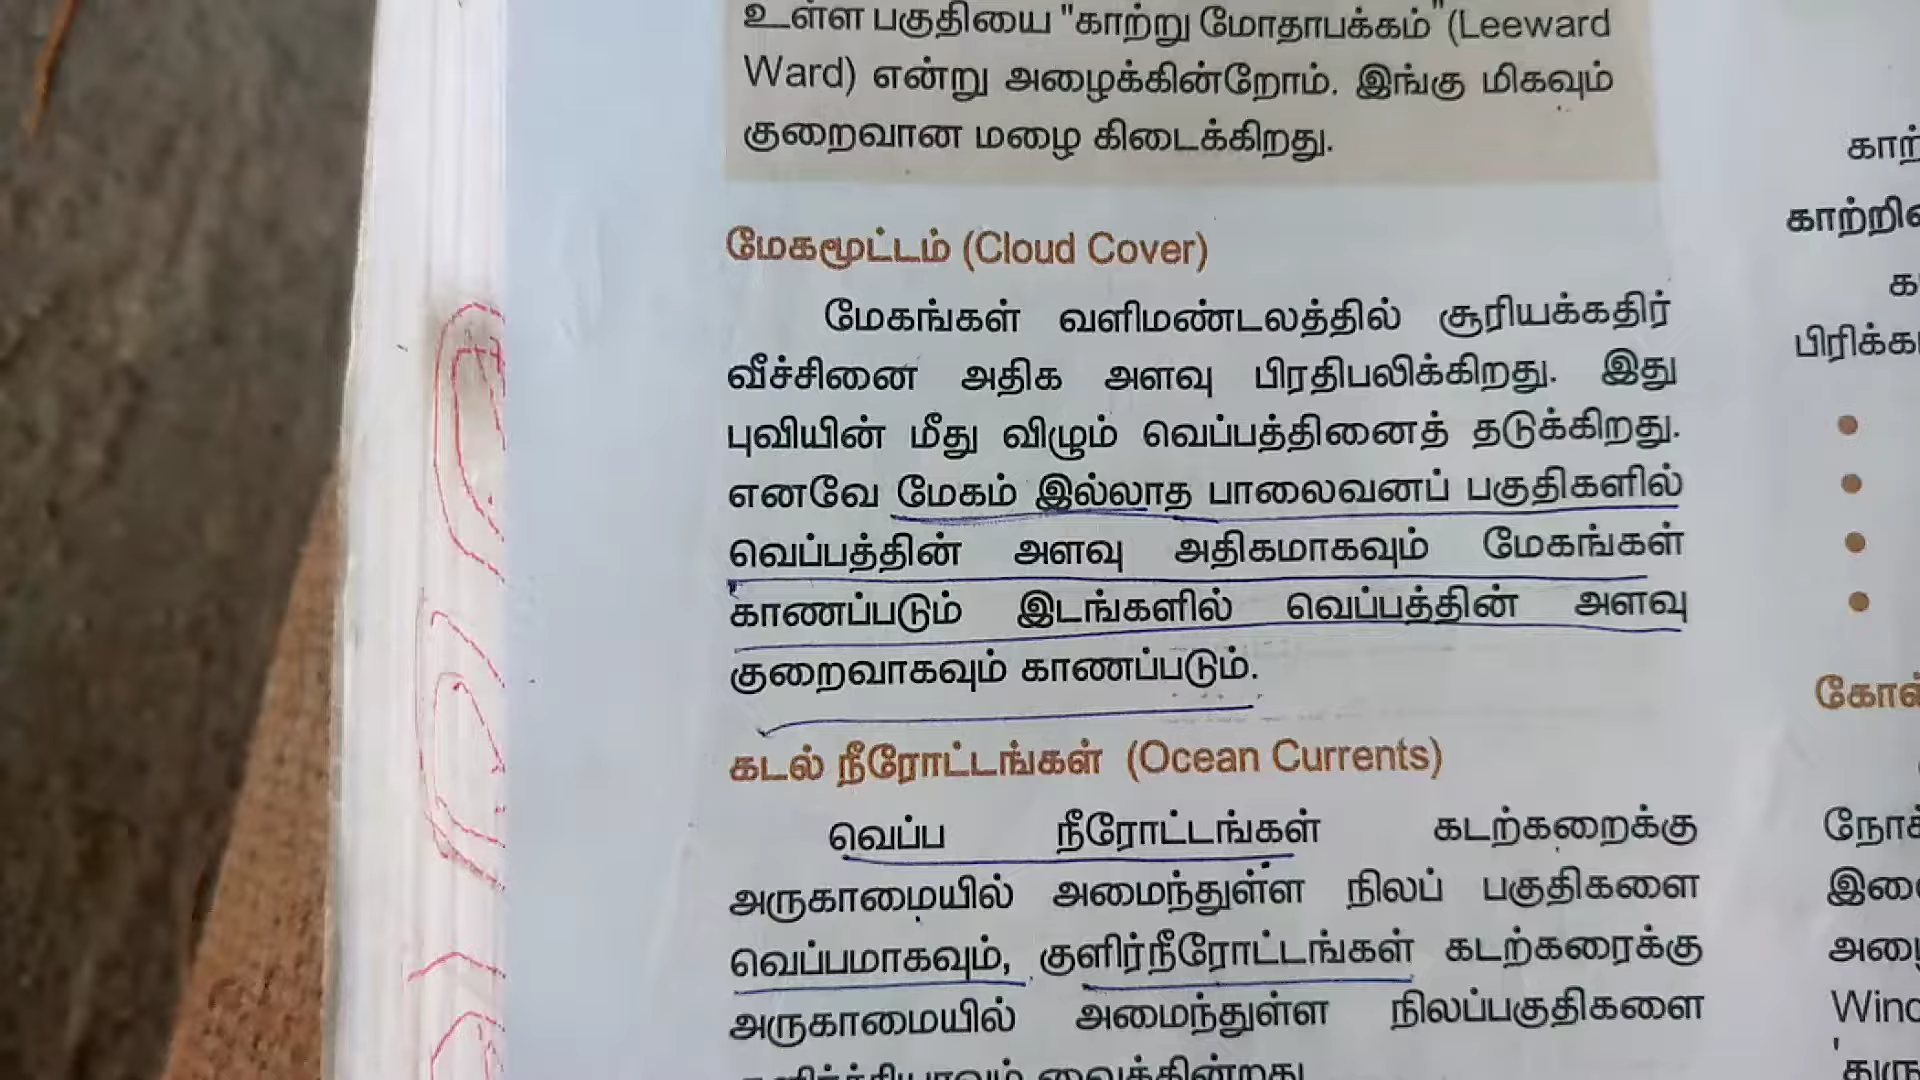 உள்ள பகுதியை "காற்று மோதாபக்கம்" (Leeward
Ward) என்று அழைக்கின்றோம். இங்கு மிகவும்
குறைவான மழை கிடைக்கிறது.
மேகமூட்டம் (Cloud Cover)
மேகங்கள் வளிமண்டலத்தில் சூரியக்கதிர்
வீச்சினை அதிக அளவு பிரதிபலிக்கிறது. இது
புவியின் மீது விழும் வெப்பத்தினைத் தடுக்கிறது.
எனவே மேகம் இல்லாத பாலைவனப் பகுதிகளில்
வெப்பத்தின் அளவு அதிகமாகவும் மேகங்கள்
காணப்படும் இடங்களில் வெப்பத்தின் அளவு
குறைவாகவும் காணப்படும்.
கடல் நீரோட்டங்கள் (Ocean Currents)
வெப்ப நீரோட்டங்கள் கடற்கறைக்கு
அருகாமையில் அமைந்துள்ள நிலப் பகுதிகளை
வெப்பமாகவும், குளிர்நீரோட்டங்கள் கடற்கரைக்கு
அருகாமையில் அமைந்துள்ள நிலப்பகுதிகளை